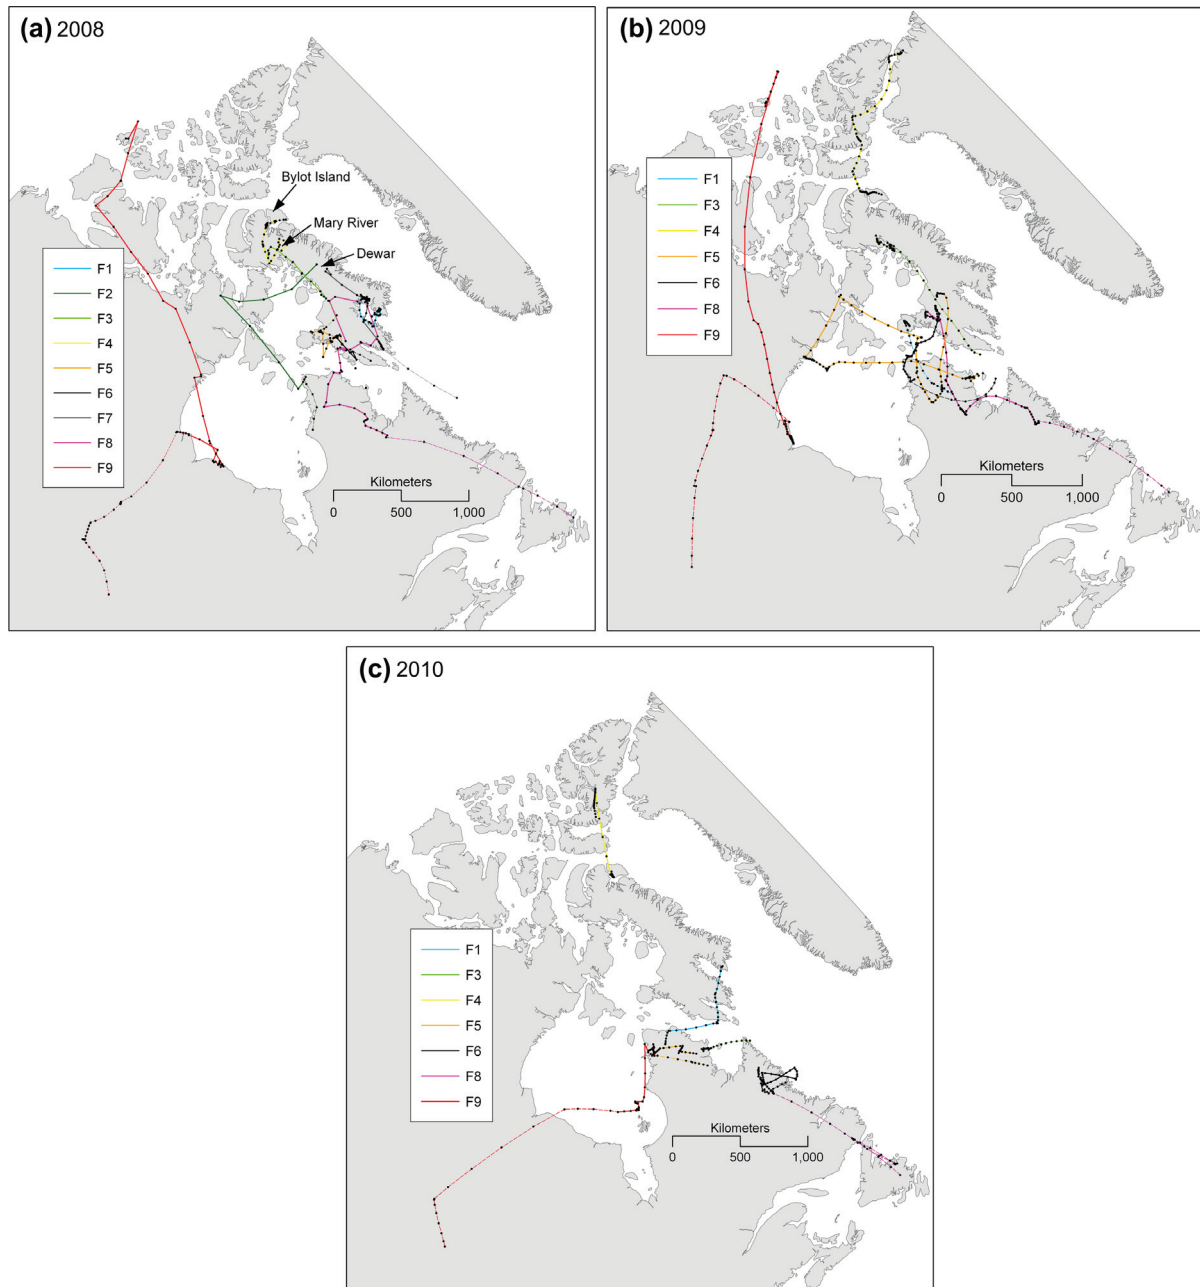 (a) 2008
Bylot Island
Mary River
Dewar
F1
F2
F3
F4
F5
F6
F7
F8
F9
Kilometers
0 500 1,000
(b) 2009
F1
F3
F4
F5
F6
F8
F9
Kilometers
0 500 1,000
(c) 2010
F1
F3
F4
F5
F6
F8
F9
Kilometers
0 500 1,000